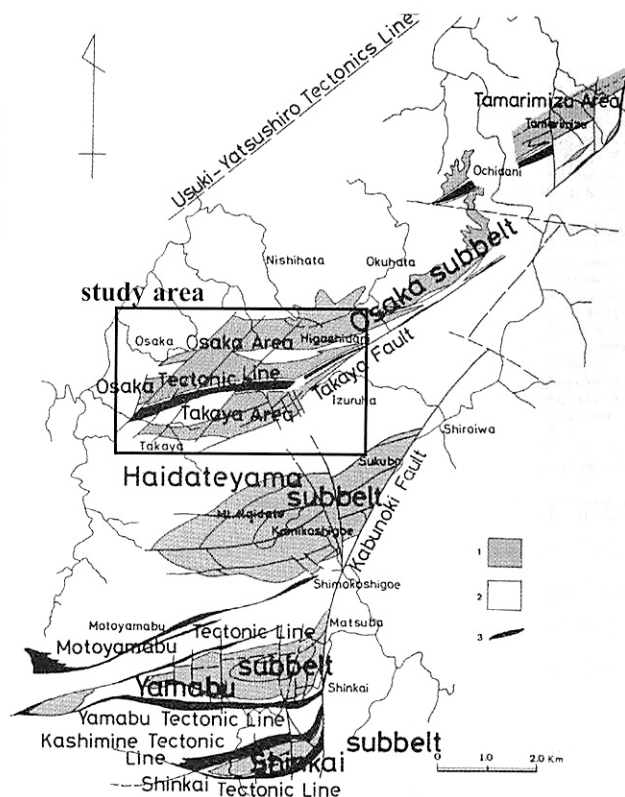 Usuki-Yatsushiro Tectonics Line
Tamarimiza Area
Tamarimizu
Ochidani
Nishihata
Okuhata
Osaka subbelt
study area
Osaka
Osaka Area
Higashidani
Osaka Tectonic Line
Takaya Fault
Takaya Area
Izuruha
Takaya
Shiroiwa
Haidateyama
subbelt
Sukubo
Kamikoshigoe
Kabunoki Fault
Shimokoshigoe
Motoyamabu
Motoyamabu Tectonic Line
Matsuba
Yamabu subbelt
Shinkai
Yamabu Tectonic Line
Kashimine Tectonic
Line
Shinkai subbelt
Shinkai Tectonic Line
1
2
3
0 1.0 2.0 Km